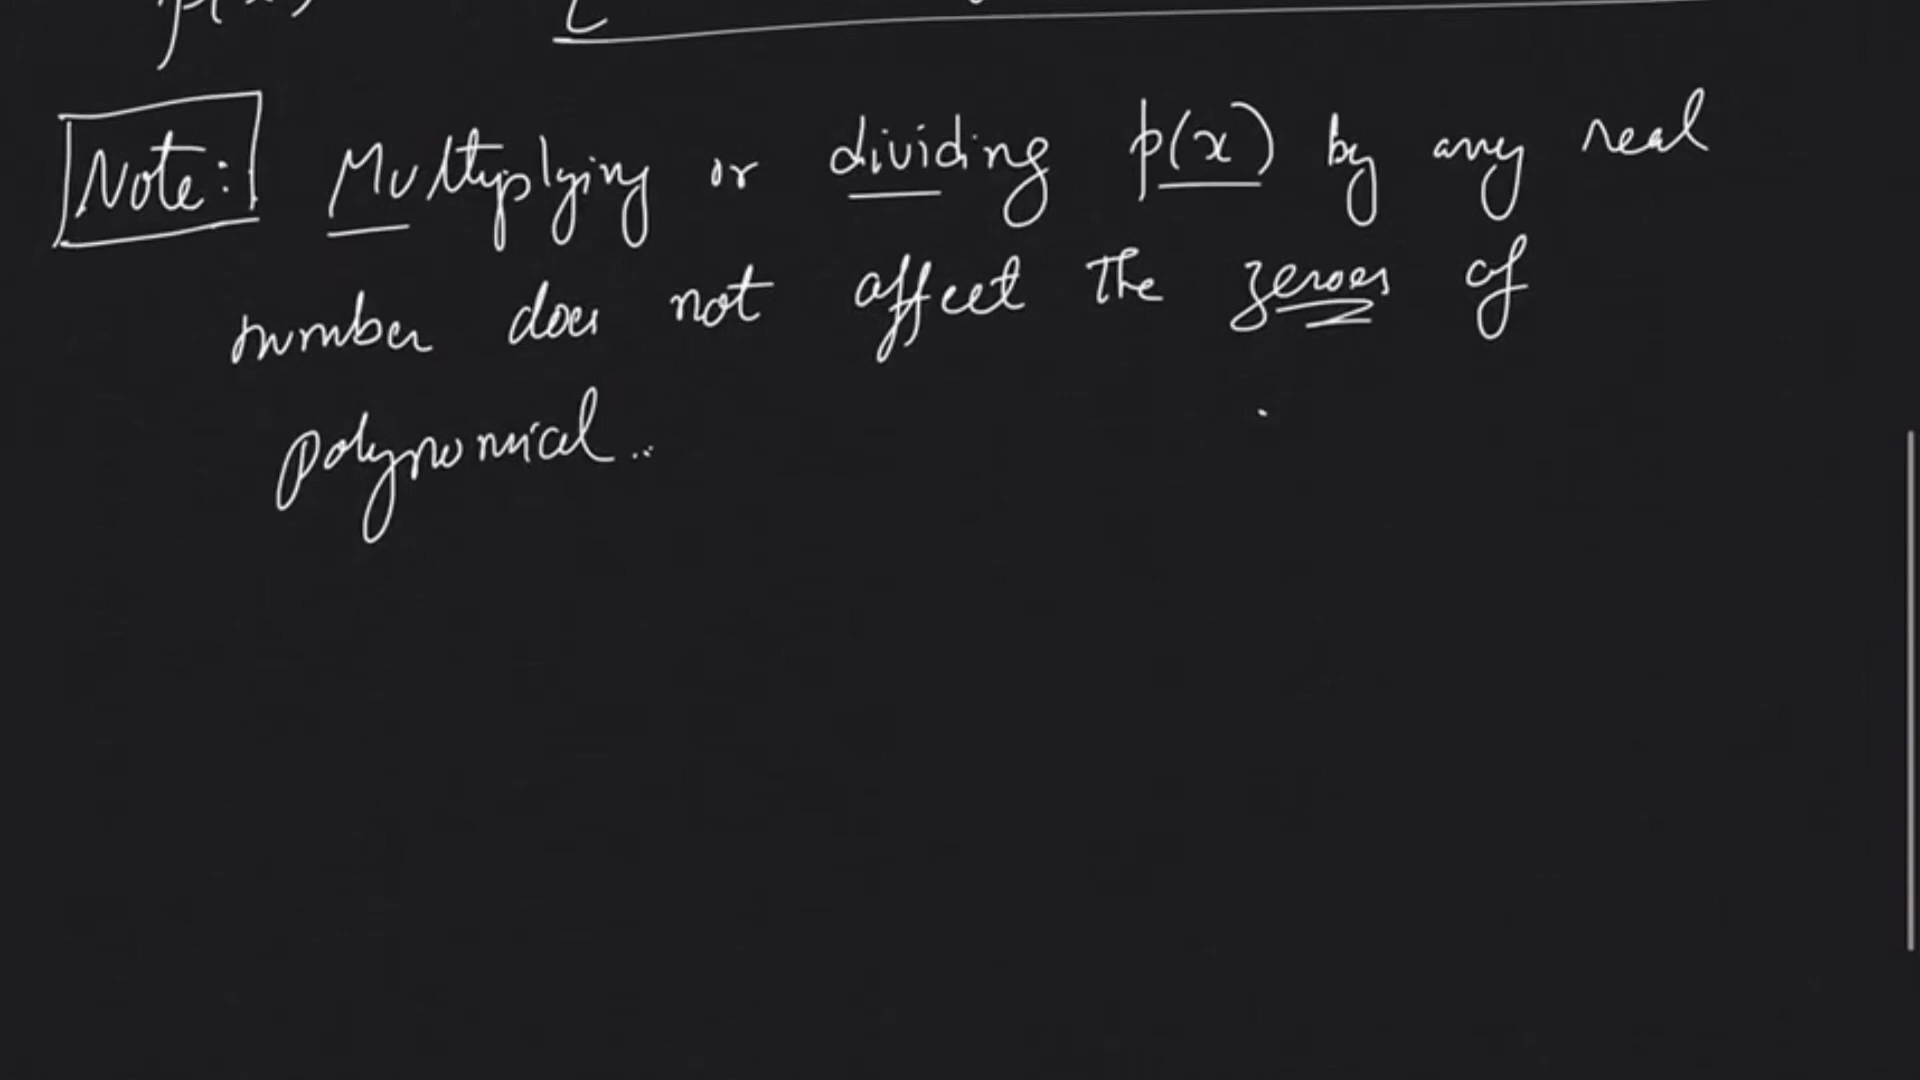 p(x)
Note: Multiplying or dividing p(x) by any real
number does not affect the zeroes of
polynomial..